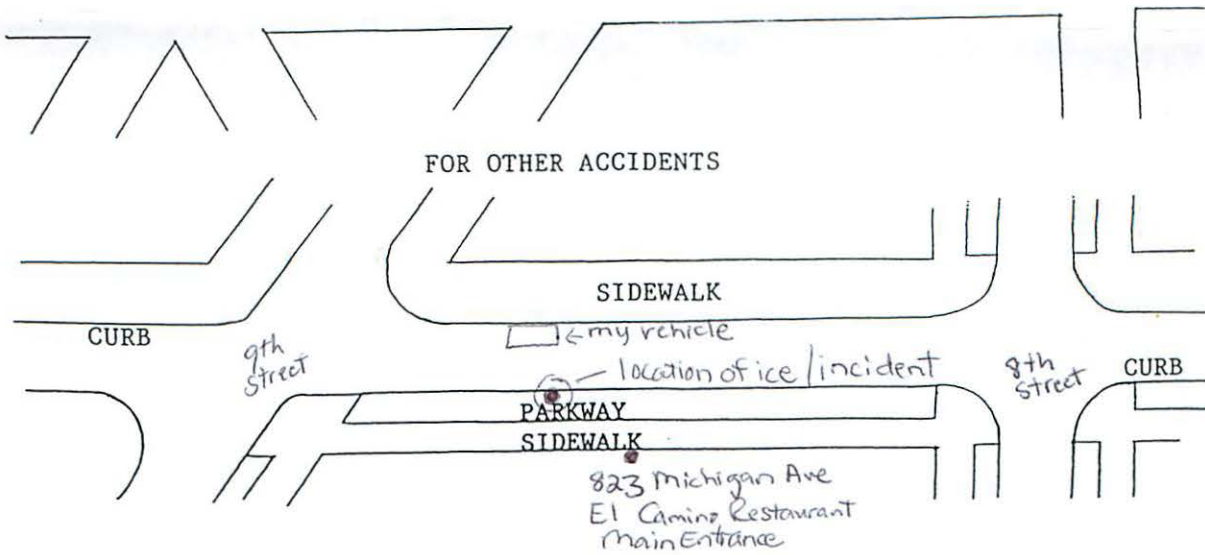 FOR OTHER ACCIDENTS
SIDEWALK
CURB
my vehicle
9th
street
location of ice/incident
8th
street
CURB
PARKWAY
SIDEWALK
823 Michigan Ave
El Camino Restaurant
Main Entrance